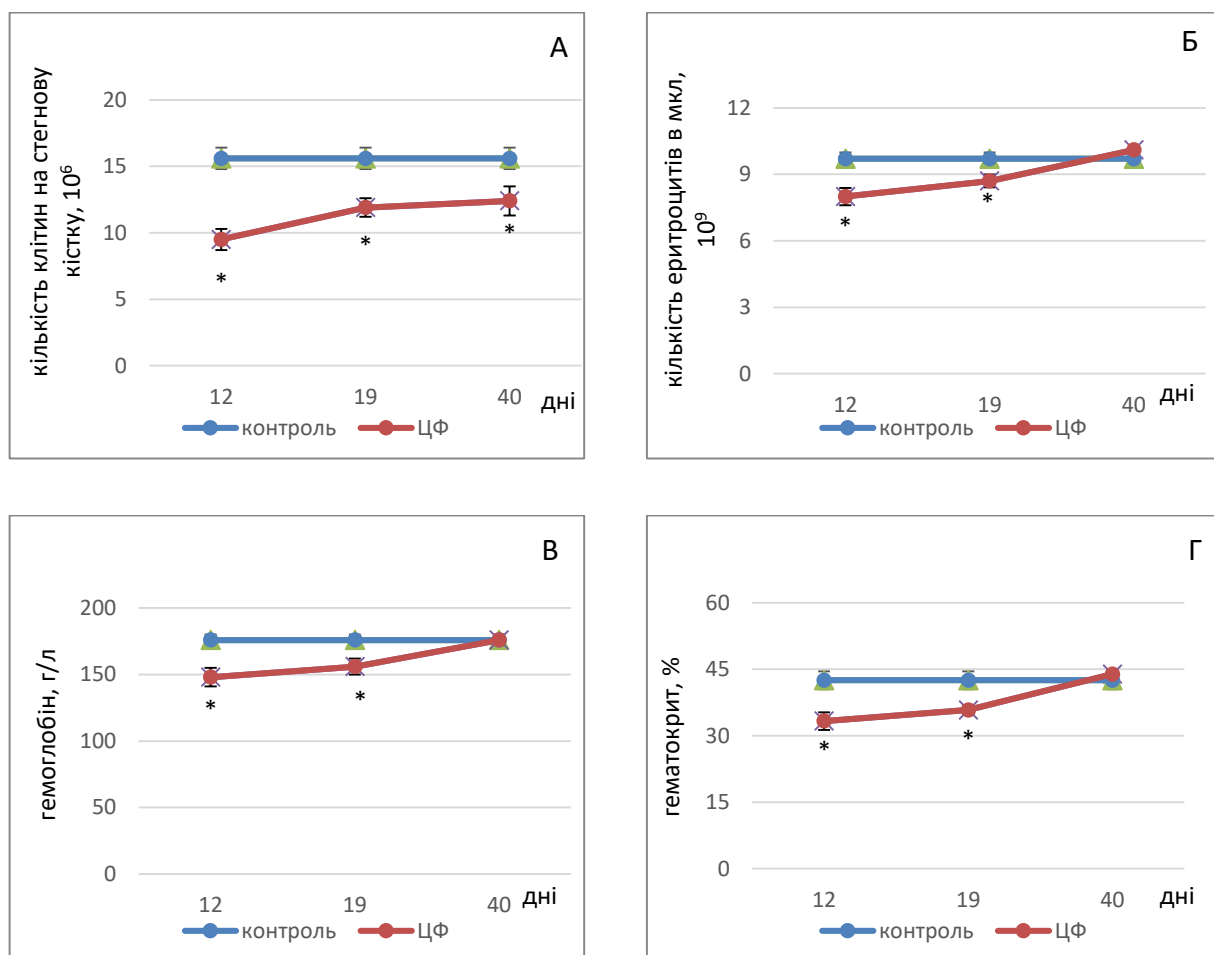 А
кількість клітин на стегнову
кістку, 10⁶
20
15
10
5
0
*
*
*
12
19
40
дні
контроль
ЦФ
Б
кількість еритроцитів в мкл,
10⁹
12
9
6
3
0
*
*
12
19
40
дні
контроль
ЦФ
В
гемоглобін, г/л
200
150
100
50
0
*
*
12
19
40
дні
контроль
ЦФ
Г
гематокрит, %
60
45
30
15
0
*
*
12
19
40
дні
контроль
ЦФ